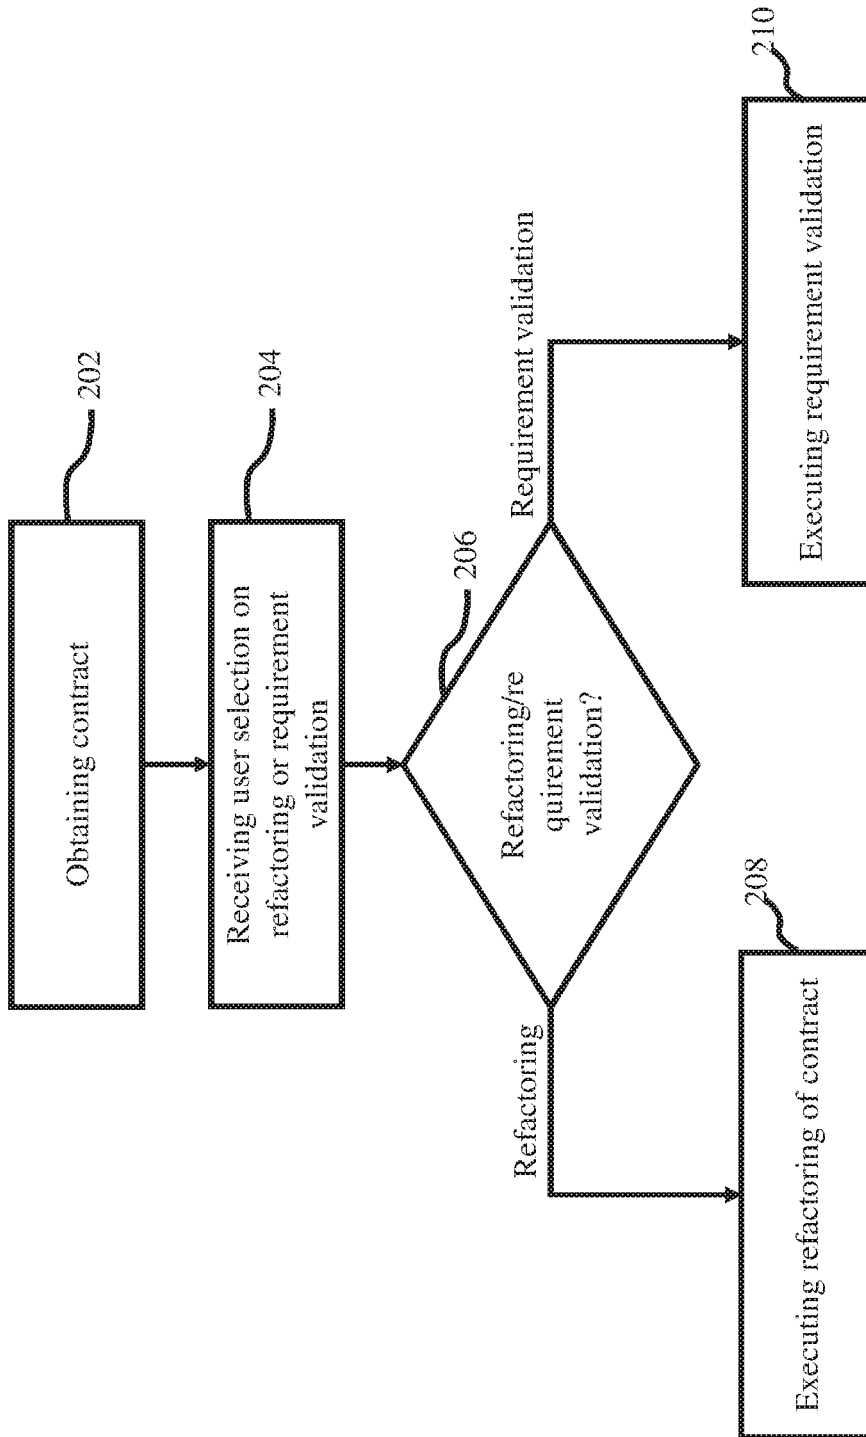 Obtaining contract
202
Receiving user selection on
refactoring or requirement
validation
204
Refactoring/re
quirement
validation?
206
Refactoring
Requirement validation
Executing refactoring of contract
208
Executing requirement validation
210